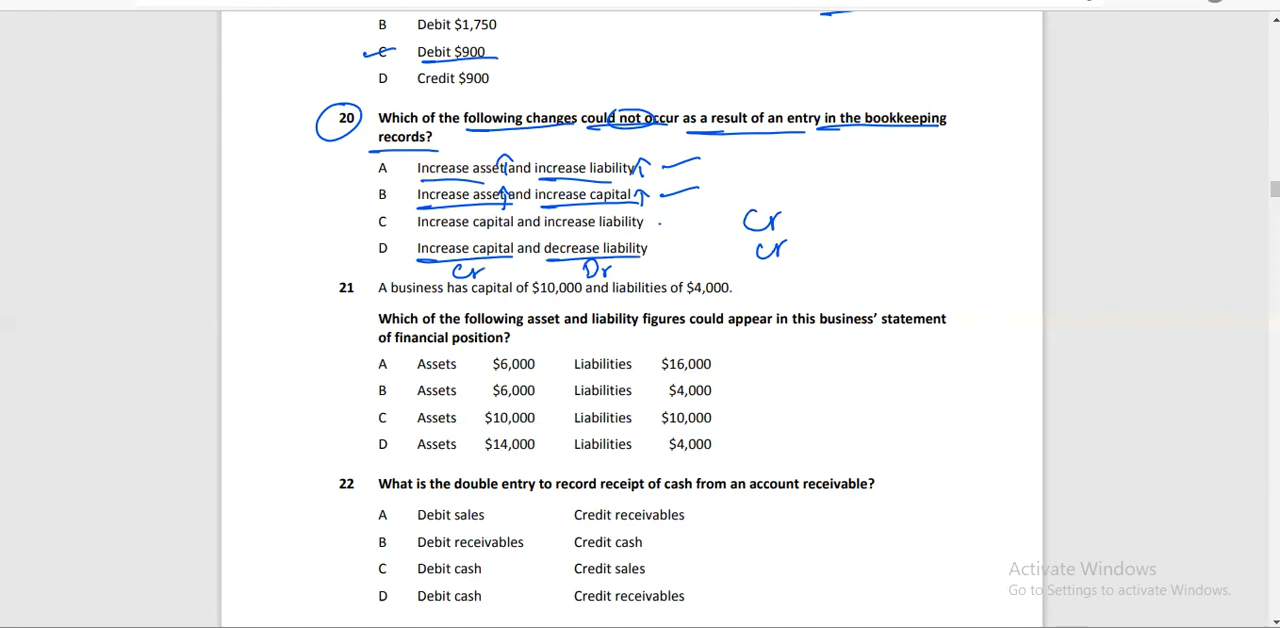 B Debit $1,750
C Debit $900
D Credit $900
20 Which of the following changes could not occur as a result of an entry in the bookkeeping
records?
A Increase asset and increase liability
B Increase asset and increase capital
C Increase capital and increase liability
Cr
D Increase capital and decrease liability
Cr
Cr Dr
21 A business has capital of $10,000 and liabilities of $4,000.
Which of the following asset and liability figures could appear in this business' statement
of financial position?
A Assets $6,000 Liabilities $16,000
B Assets $6,000 Liabilities $4,000
C Assets $10,000 Liabilities $10,000
D Assets $14,000 Liabilities $4,000
22 What is the double entry to record receipt of cash from an account receivable?
A Debit sales Credit receivables
B Debit receivables Credit cash
C Debit cash Credit sales
D Debit cash Credit receivables
Activate Windows
Go to Settings to activate Windows.